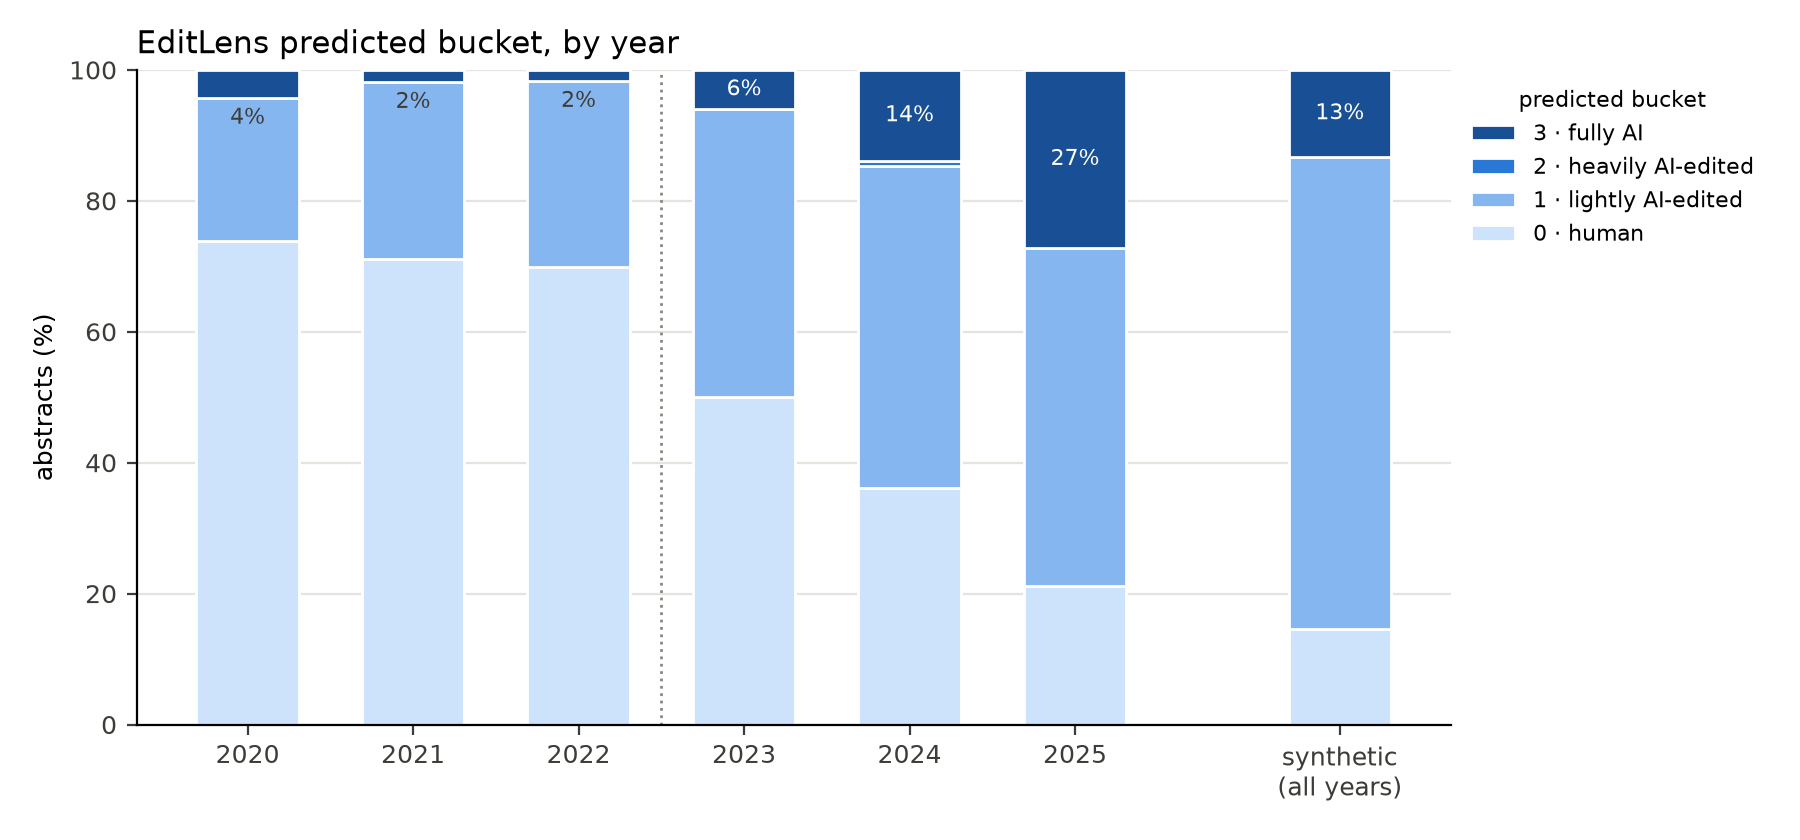 EditLens predicted bucket, by year
abstracts (%)
100
80
60
40
20
0
4%
2%
2%
6%
14%
27%
13%
2020
2021
2022
2023
2024
2025
synthetic
(all years)
predicted bucket
3 · fully AI
2 · heavily AI-edited
1 · lightly AI-edited
0 · human